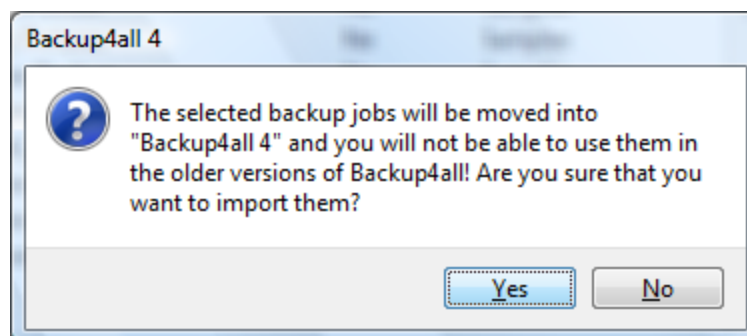 Backup4all 4
The selected backup jobs will be moved into
"Backup4all 4" and you will not be able to use them in
the older versions of Backup4all! Are you sure that you
want to import them?
Yes
No